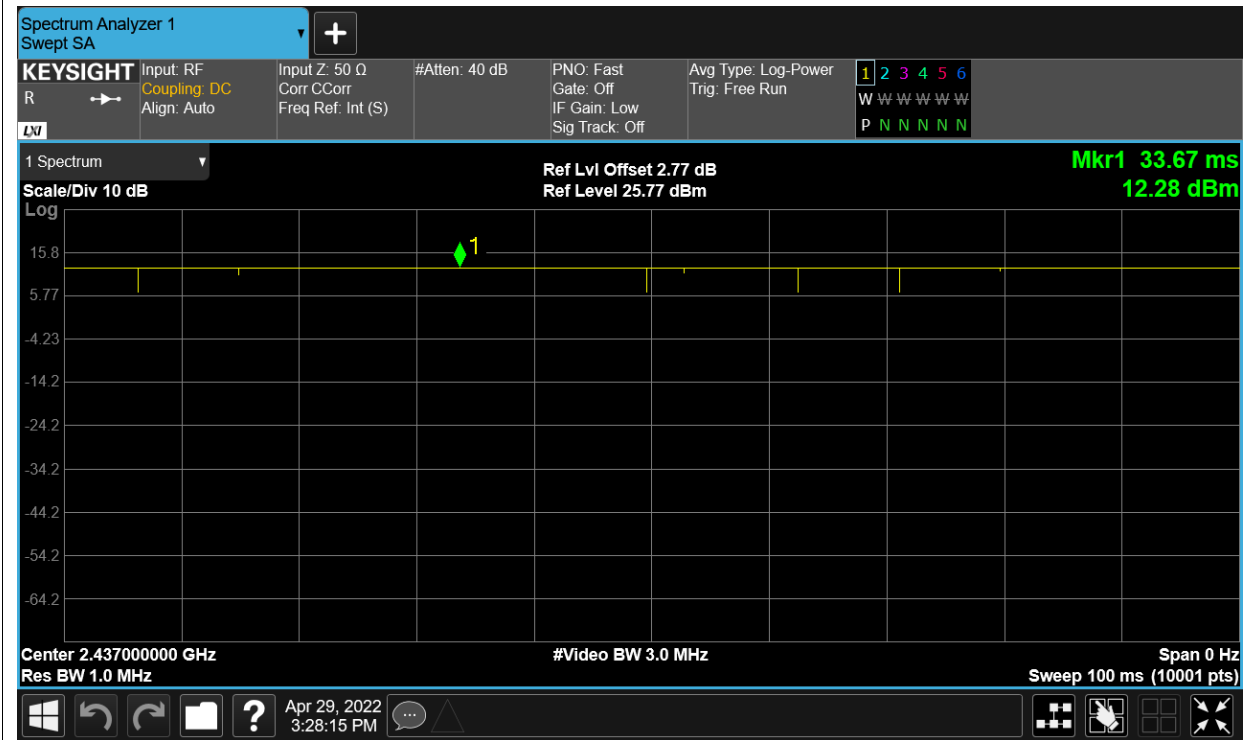 Spectrum Analyzer 1
Swept SA
KEYSIGHT
R
LXI
Input: RF
Coupling: DC
Align: Auto
Input Z: 50 Ω
Corr CCorr
Freq Ref: Int (S)
#Atten: 40 dB
PNO: Fast
Gate: Off
IF Gain: Low
Sig Track: Off
Avg Type: Log-Power
Trig: Free Run
1 2 3 4 5 6
W W W W W W
P N N N N N
1 Spectrum
Scale/Div 10 dB
Ref Lvl Offset 2.77 dB
Ref Level 25.77 dBm
Mkr1 33.67 ms
12.28 dBm
Log
1
15.8
5.77
-4.23
-14.2
-24.2
-34.2
-44.2
-54.2
-64.2
Center 2.437000000 GHz
Res BW 1.0 MHz
#Video BW 3.0 MHz
Span 0 Hz
Sweep 100 ms (10001 pts)
?
Apr 29, 2022
3:28:15 PM